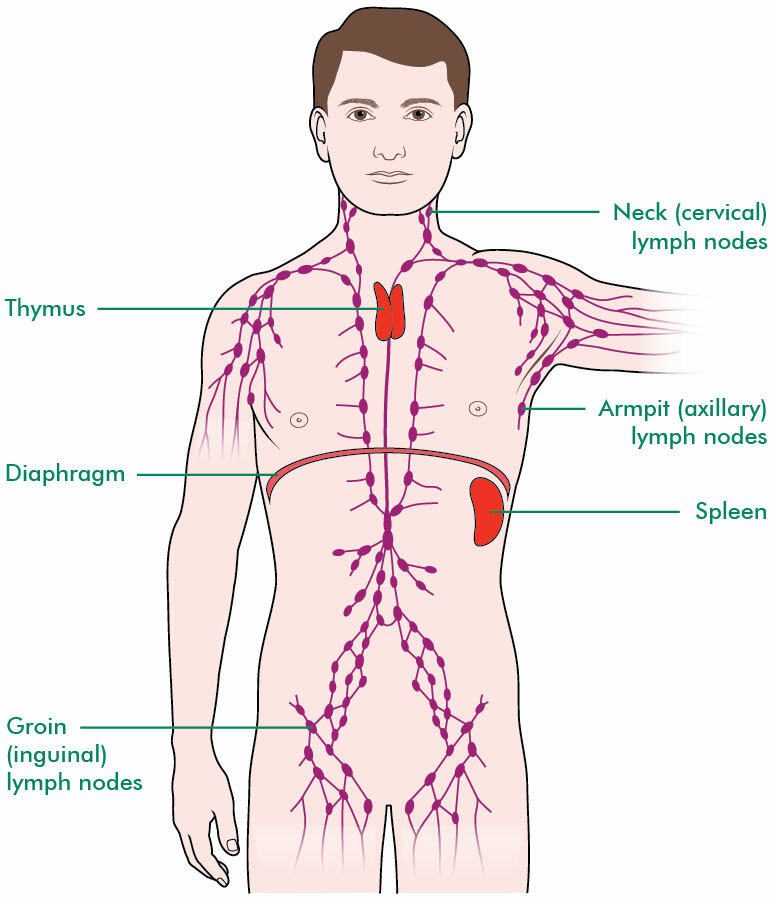 Neck (cervical)
lymph nodes
Thymus
Armpit (axillary)
lymph nodes
Diaphragm
Spleen
Groin
(inguinal)
lymph nodes